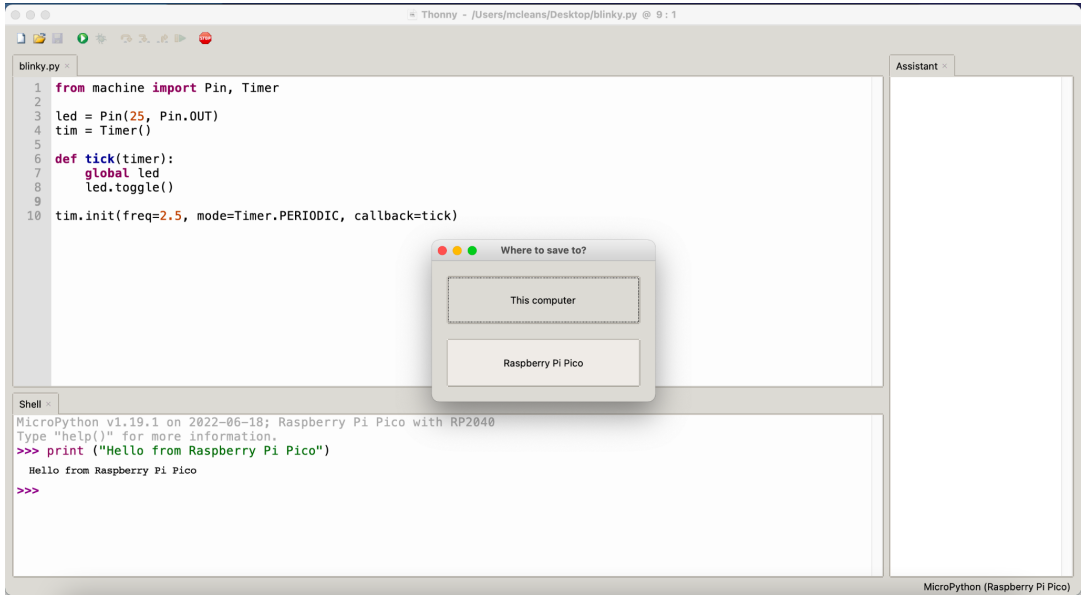 Thonny - /Users/mcleans/Desktop/blinky.py @ 9 : 1
STOP
blinky.py ×
Assistant ×
1 from machine import Pin, Timer
2
3 led = Pin(25, Pin.OUT)
4 tim = Timer()
5
6 def tick(timer):
7     global led
8     led.toggle()
9
10 tim.init(freq=2.5, mode=Timer.PERIODIC, callback=tick)
Where to save to?
This computer
Raspberry Pi Pico
Shell ×
MicroPython v1.19.1 on 2022-06-18; Raspberry Pi Pico with RP2040
Type "help()" for more information.
>>> print ("Hello from Raspberry Pi Pico")
Hello from Raspberry Pi Pico
>>>
MicroPython (Raspberry Pi Pico)